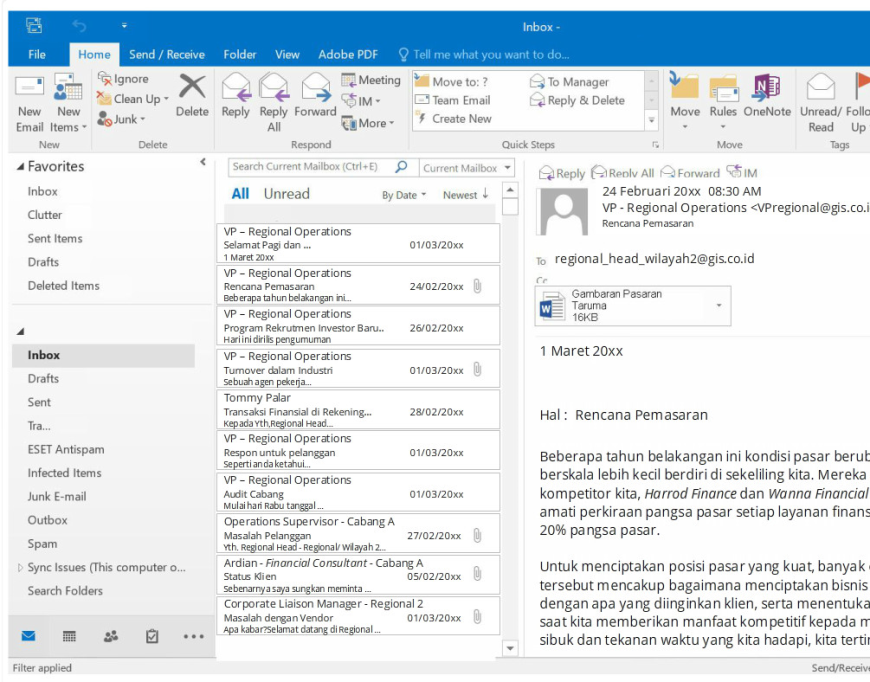 Inbox -
File Home Send / Receive Folder View Adobe PDF Tell me what you want to do...
New Email
New Items
New
Ignore
Clean Up
Junk
Delete
Delete
Reply
Reply All
Forward
Meeting
IM
More
Respond
Move to: ?
Team Email
Create New
To Manager
Reply & Delete
Quick Steps
Move
Rules
OneNote
Move
Unread/ Read
Follo
Up
Tags
Favorites
Inbox
Clutter
Sent Items
Drafts
Deleted Items
Inbox
Drafts
Sent
Tra...
ESET Antispam
Infected Items
Junk E-mail
Outbox
Spam
Sync Issues (This computer o...
Search Folders
Filter applied
Search Current Mailbox (Ctrl+E) Current Mailbox
All Unread By Date Newest ↓
VP – Regional Operations
Selamat Pagi dan ... 01/03/20xx
1 Maret 20xx
VP – Regional Operations
Rencana Pemasaran 24/02/20xx
Beberapa tahun belakangan ini...
VP – Regional Operations
Program Rekrutmen Investor Baru.. 26/02/20xx
Hari ini dirilis pengumuman
VP – Regional Operations
Turnover dalam Industri 01/03/20xx
Sebuah agen pekerja...
Tommy Palar
Transaksi Finansial di Rekening... 28/02/20xx
Kepada Yth,Regional Head...
VP – Regional Operations
Respon untuk pelanggan 01/03/20xx
Seperti anda ketahui...
VP – Regional Operations
Audit Cabang 01/03/20xx
Mulai hari Rabu tanggal ...
Operations Supervisor - Cabang A
Masalah Pelanggan 27/02/20xx
Yth. Regional Head - Regional/ Wilayah 2...
Ardian - Financial Consultant - Cabang A
Status Klien 05/02/20xx
Sebenarnya saya sungkan meminta ...
Corporate Liaison Manager - Regional 2
Masalah dengan Vendor 01/03/20xx
Apa kabar?Selamat datang di Regional ...
Reply Reply All Forward IM
24 Februari 20xx 08:30 AM
VP - Regional Operations <VPregional@gis.co.i
Rencana Pemasaran
To regional_head_wilayah2@gis.co.id
Cc
Gambaran Pasaran
Taruma
16KB
1 Maret 20xx
Hal : Rencana Pemasaran
Beberapa tahun belakangan ini kondisi pasar berub
berskala lebih kecil berdiri di sekeliling kita. Mereka
kompetitor kita, Harrod Finance dan Wanna Financial
amati perkiraan pangsa pasar setiap layanan finans
20% pangsa pasar.
Untuk menciptakan posisi pasar yang kuat, banyak
tersebut mencakup bagaimana menciptakan bisnis
dengan apa yang diinginkan klien, serta menentuka
saat kita memberikan manfaat kompetitif kepada m
sibuk dan tekanan waktu yang kita hadapi, kita tertin
Send/Receive